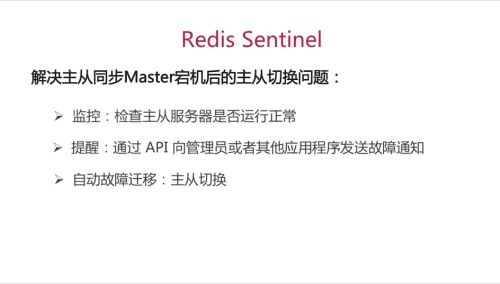 Redis Sentinel
解决主从同步Master宕机后的主从切换问题：
➢ 监控：检查主从服务器是否运行正常
➢ 提醒：通过 API 向管理员或者其他应用程序发送故障通知
➢ 自动故障迁移：主从切换